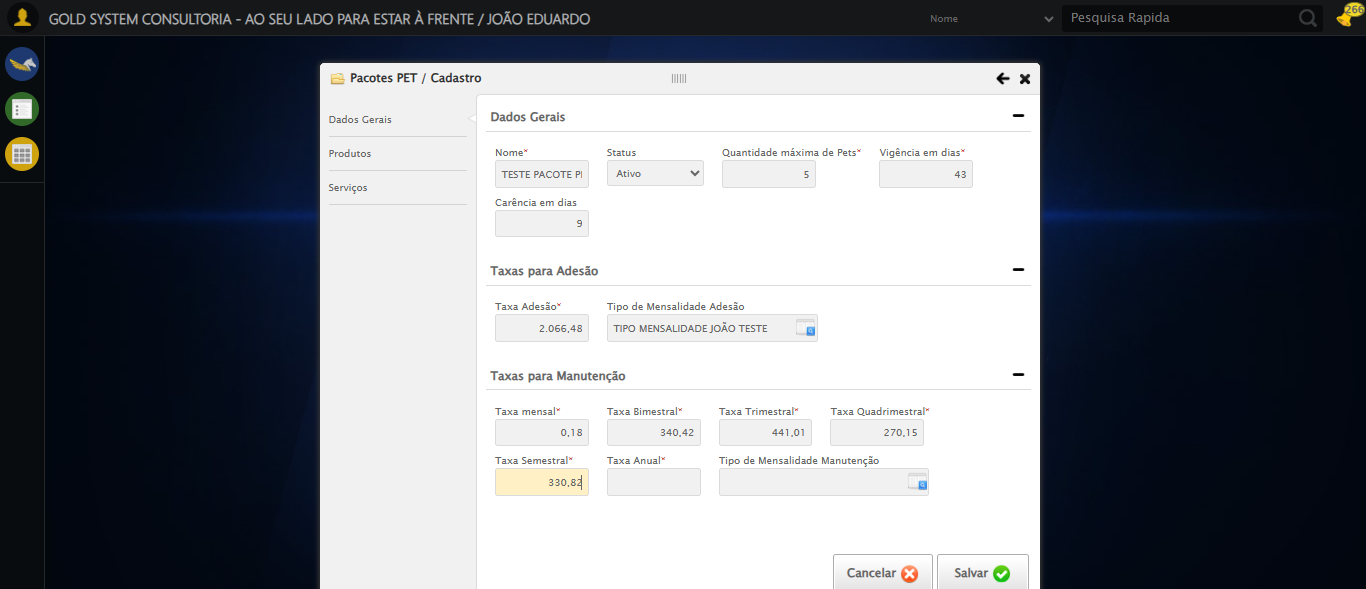 GOLD SYSTEM CONSULTORIA - AO SEU LADO PARA ESTAR À FRENTE / JOÃO EDUARDO
Nome
Pesquisa Rapida
266
Pacotes PET / Cadastro
Dados Gerais
Produtos
Serviços
Dados Gerais
Nome* Status Quantidade máxima de Pets* Vigência em dias*
TESTE PACOTE PI Ativo 5 43
Carência em dias
9
Taxas para Adesão
Taxa Adesão* Tipo de Mensalidade Adesão
2.066,48 TIPO MENSALIDADE JOÃO TESTE
Taxas para Manutenção
Taxa mensal* Taxa Bimestral* Taxa Trimestral* Taxa Quadrimestral*
0,18 340,42 441,01 270,15
Taxa Semestral* Taxa Anual* Tipo de Mensalidade Manutenção
330,82
Cancelar Salvar